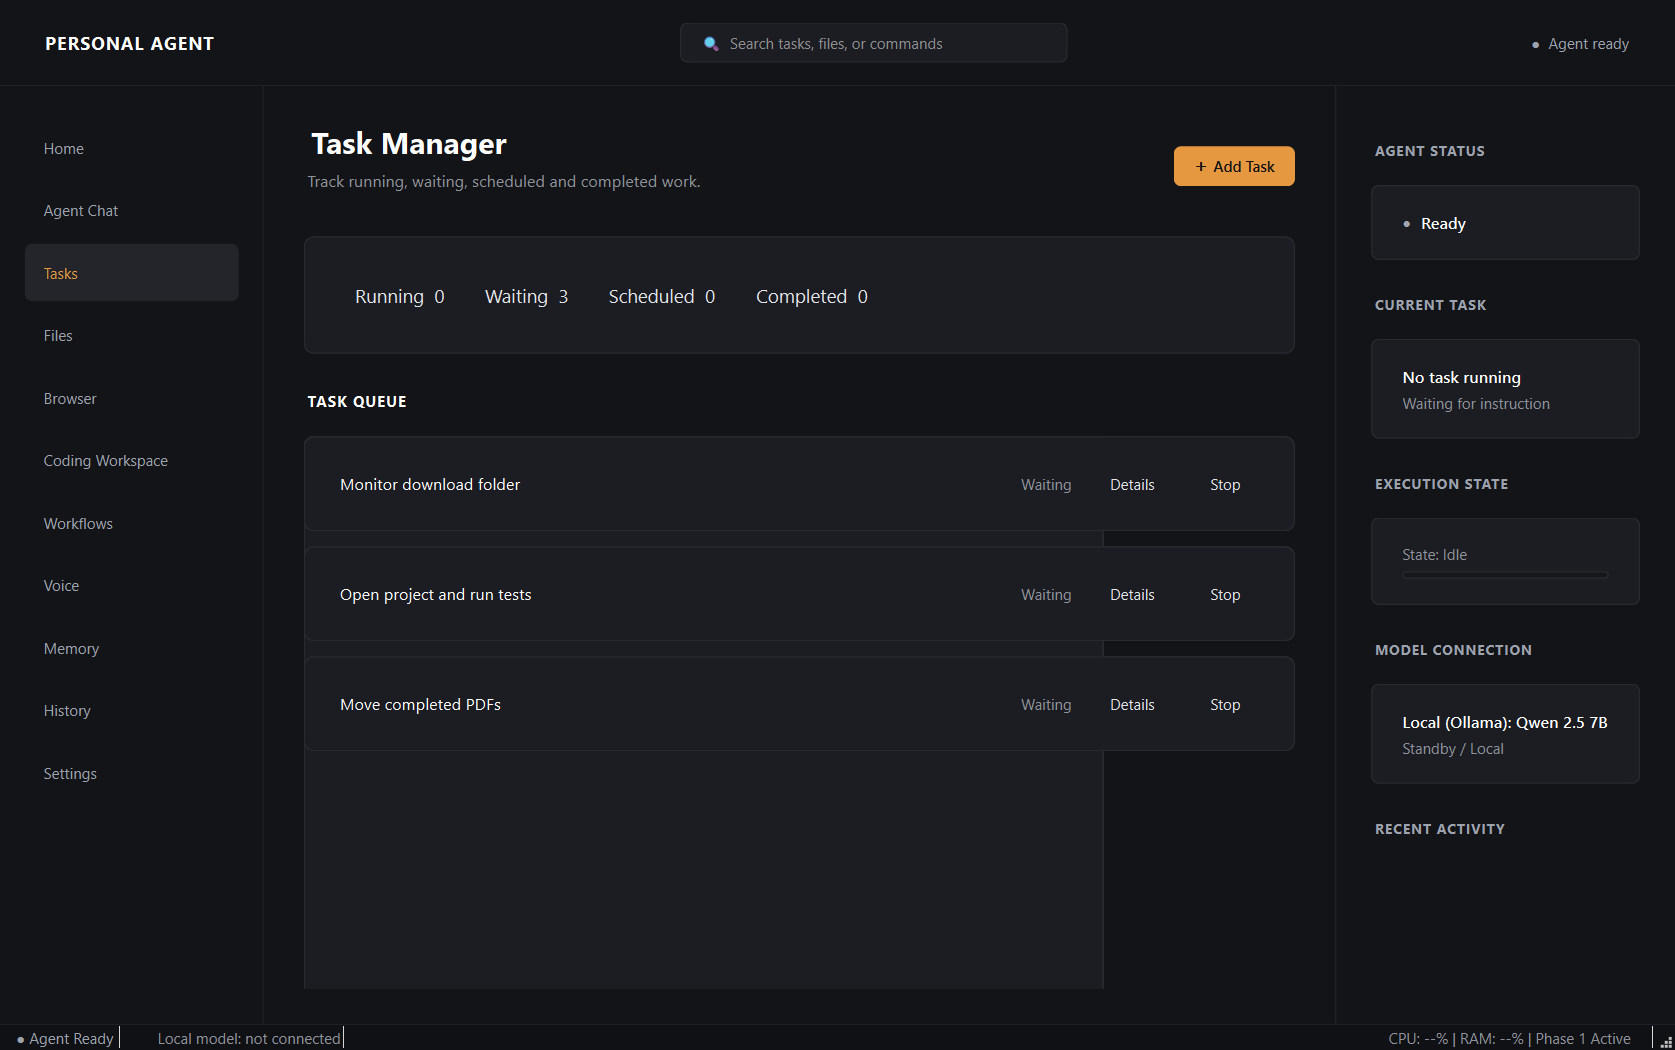 PERSONAL AGENT
Search tasks, files, or commands
● Agent ready
Home
Agent Chat
Tasks
Files
Browser
Coding Workspace
Workflows
Voice
Memory
History
Settings
Task Manager
Track running, waiting, scheduled and completed work.
+ Add Task
Running 0 Waiting 3 Scheduled 0 Completed 0
TASK QUEUE
Monitor download folder Waiting Details Stop
Open project and run tests Waiting Details Stop
Move completed PDFs Waiting Details Stop
AGENT STATUS
● Ready
CURRENT TASK
No task running
Waiting for instruction
EXECUTION STATE
State: Idle
MODEL CONNECTION
Local (Ollama): Qwen 2.5 7B
Standby / Local
RECENT ACTIVITY
● Agent Ready Local model: not connected CPU: --% | RAM: --% | Phase 1 Active